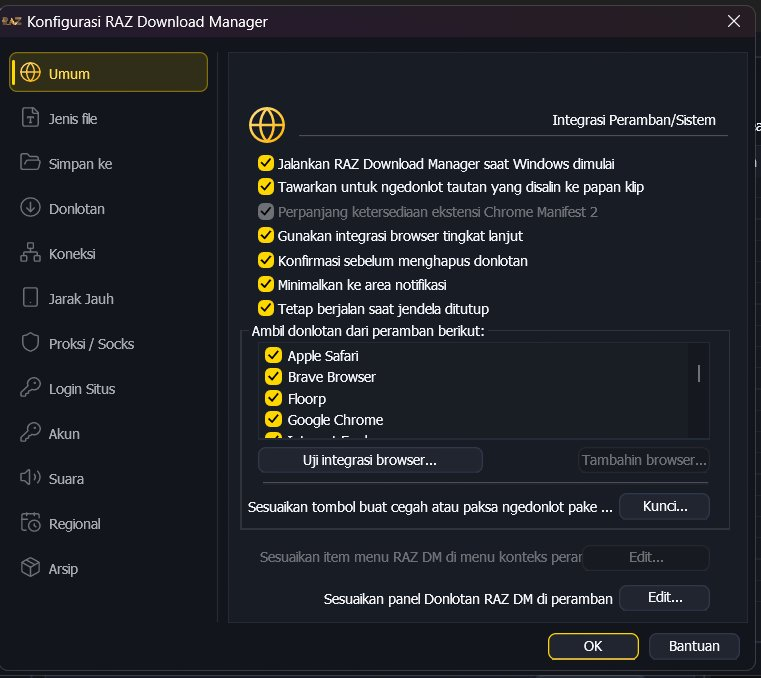 RAZ Konfigurasi RAZ Download Manager
Umum
Jenis file
Simpan ke
Donlotan
Koneksi
Jarak Jauh
Proksi / Socks
Login Situs
Akun
Suara
Regional
Arsip
Integrasi Peramban/Sistem
Jalankan RAZ Download Manager saat Windows dimulai
Tawarkan untuk ngedonlot tautan yang disalin ke papan klip
Perpanjang ketersediaan ekstensi Chrome Manifest 2
Gunakan integrasi browser tingkat lanjut
Konfirmasi sebelum menghapus donlotan
Minimalkan ke area notifikasi
Tetap berjalan saat jendela ditutup
Ambil donlotan dari peramban berikut:
Apple Safari
Brave Browser
Floorp
Google Chrome
Uji integrasi browser...
Tambahin browser...
Sesuaikan tombol buat cegah atau paksa ngedonlot pake ...
Kunci...
Sesuaikan item menu RAZ DM di menu konteks perar
Edit...
Sesuaikan panel Donlotan RAZ DM di peramban
Edit...
OK
Bantuan